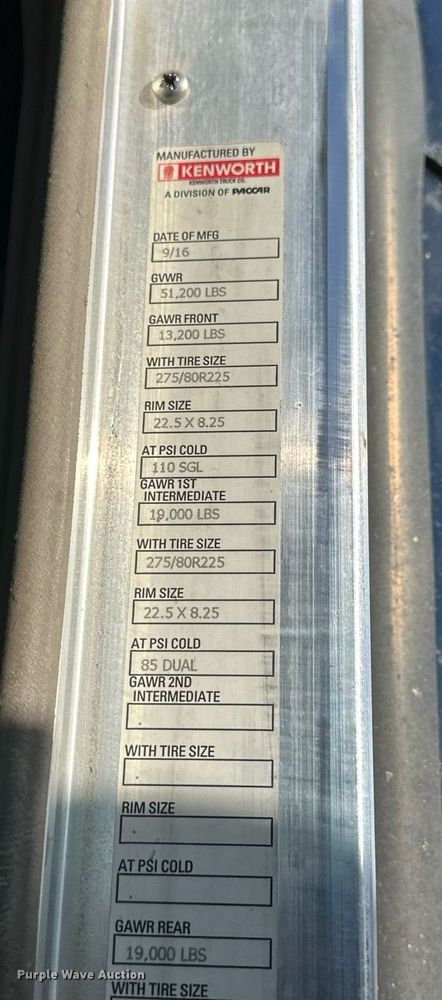 MANUFACTURED BY
KENWORTH
KENWORTH TRUCK CO.
A DIVISION OF PACCAR
DATE OF MFG
9/16
GVWR
51,200 LBS
GAWR FRONT
13,200 LBS
WITH TIRE SIZE
275/80R225
RIM SIZE
22.5 X 8.25
AT PSI COLD
110 SGL
GAWR 1ST
INTERMEDIATE
19,000 LBS
WITH TIRE SIZE
275/80R225
RIM SIZE
22.5 X 8.25
AT PSI COLD
85 DUAL
GAWR 2ND
INTERMEDIATE
.
WITH TIRE SIZE
.
RIM SIZE
.
AT PSI COLD
.
GAWR REAR
19,000 LBS
WITH TIRE SIZE
Purple Wave Auction